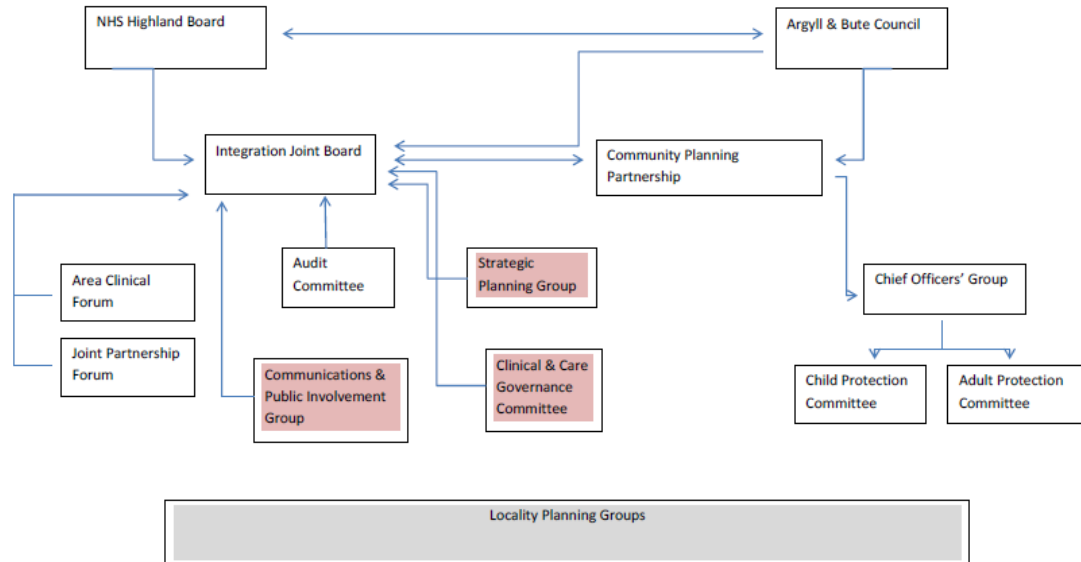 NHS Highland Board
Argyll & Bute Council
Integration Joint Board
Community Planning
Partnership
Audit
Committee
Strategic
Planning Group
Area Clinical
Forum
Chief Officers’ Group
Joint Partnership
Forum
Communications &
Public Involvement
Group
Clinical & Care
Governance
Committee
Child Protection
Committee
Adult Protection
Committee
Locality Planning Groups